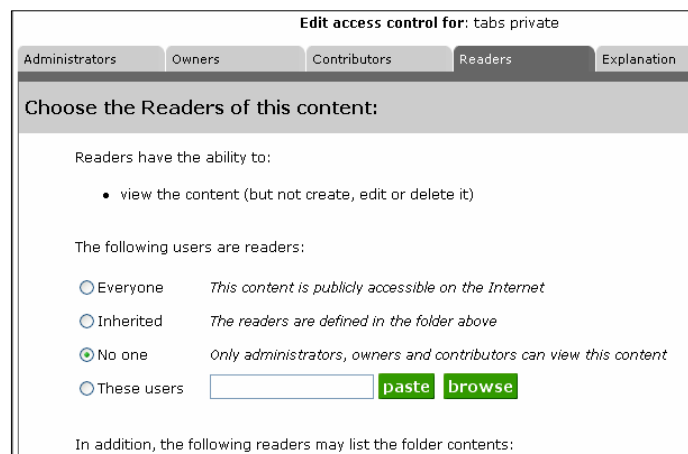 Edit access control for: tabs private
Administrators Owners Contributors Readers Explanation
Choose the Readers of this content:
Readers have the ability to:
• view the content (but not create, edit or delete it)
The following users are readers:
Everyone This content is publicly accessible on the Internet
Inherited The readers are defined in the folder above
No one Only administrators, owners and contributors can view this content
These users paste browse
In addition, the following readers may list the folder contents: